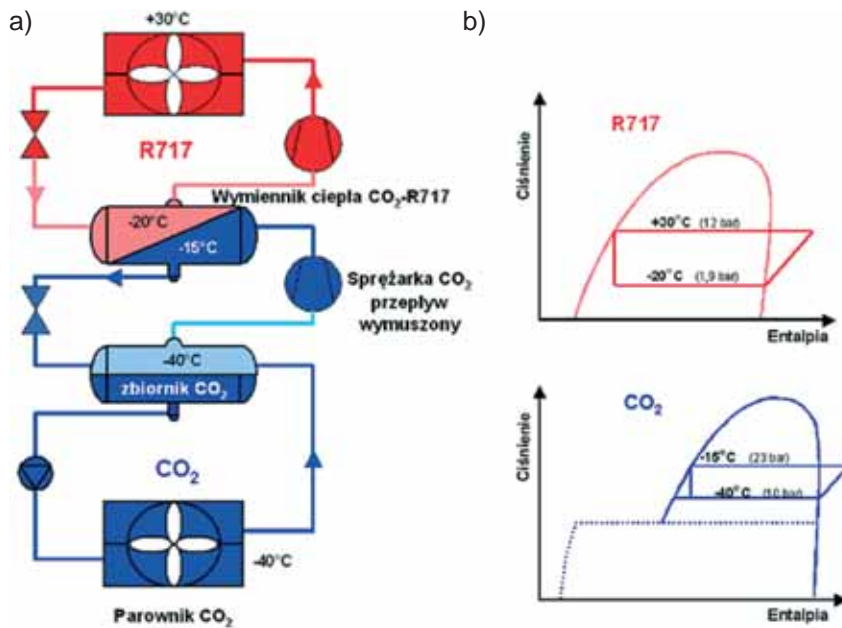 a)
+30°C
R717
Wymiennik ciepła CO₂-R717
-20°C
-15°C
Sprężarka CO₂
przepływ
wymuszony
-40°C
zbiornik CO₂
CO₂
-40°C
Parownik CO₂
b)
Ciśnienie
R717
+30°C (12 bar)
-20°C (1,9 bar)
Entalpia
Ciśnienie
CO₂
-15°C (23 bar)
-40°C (10 bar)
Entalpia